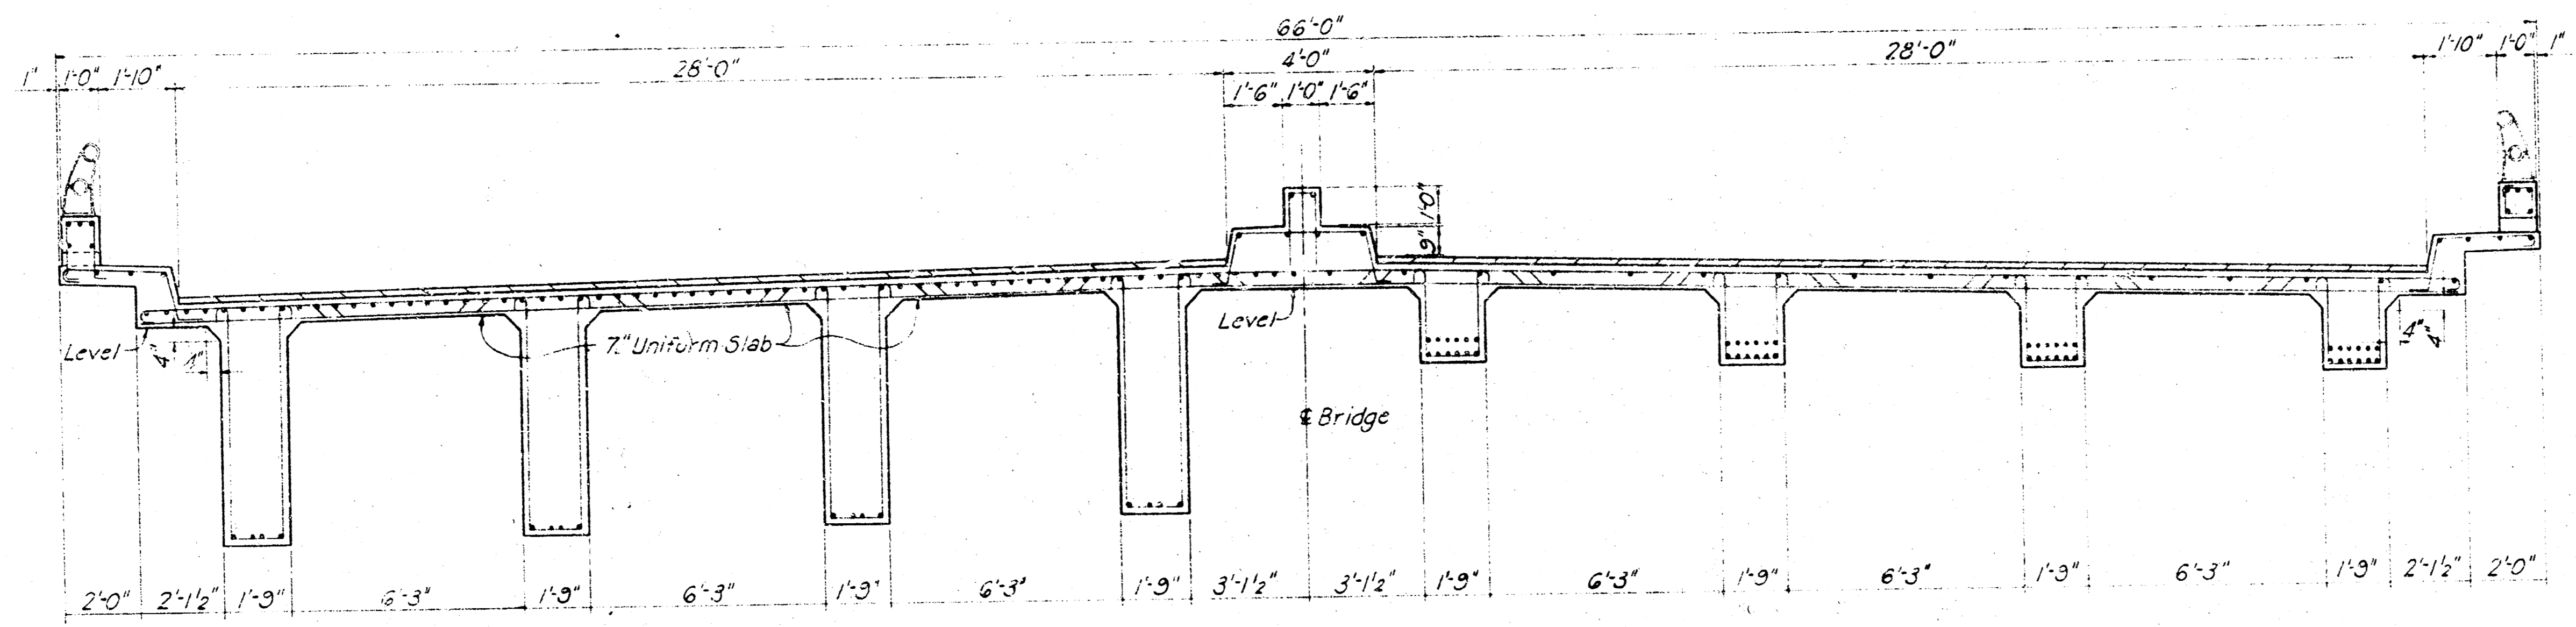 66'-0"
1" 1'-0" 1'-10" 28'-0" 4'-0" 28'-0" 1'-10" 1'-0" 1"
1'-6" 1'-0" 1'-6"
1'-0"
6"
Level 4" 4" 7" Uniform Slab Level 4" 4"
℄ Bridge
2'-0" 2'-1½" 1'-9" 6'-3" 1'-9" 6'-3" 1'-9" 6'-3" 1'-9" 3'-1½" 3'-1½" 1'-9" 6'-3" 1'-9" 6'-3" 1'-9" 6'-3" 1'-9" 2'-1½" 2'-0"